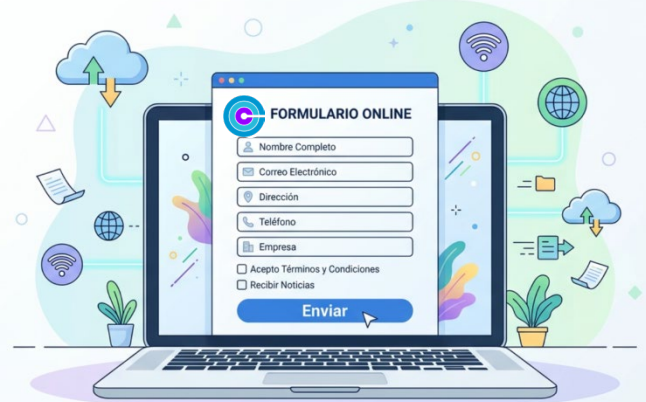 FORMULARIO ONLINE
Nombre Completo
Correo Electrónico
Dirección
Teléfono
Empresa
Acepto Términos y Condiciones
Recibir Noticias
Enviar